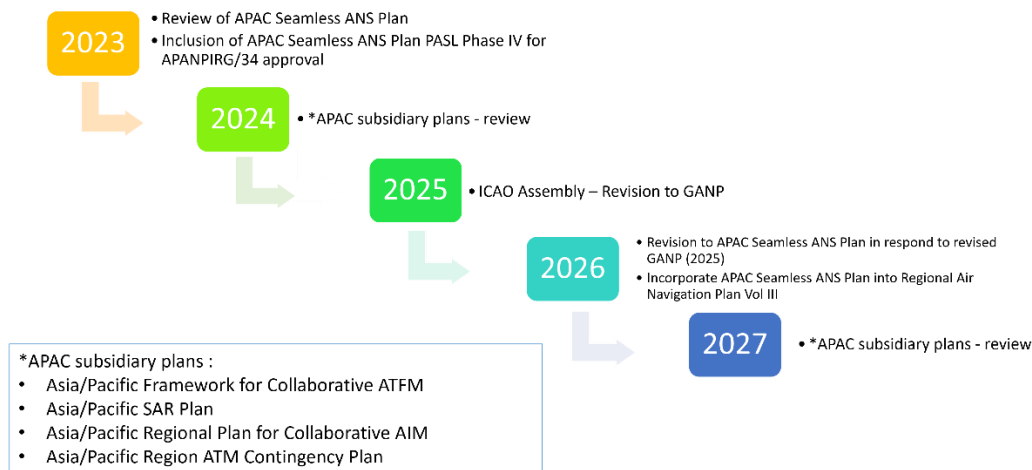 2023
• Review of APAC Seamless ANS Plan
• Inclusion of APAC Seamless ANS Plan PASL Phase IV for
APANPIRG/34 approval
2024
• *APAC subsidiary plans - review
2025
• ICAO Assembly – Revision to GANP
2026
• Revision to APAC Seamless ANS Plan in respond to revised
GANP (2025)
• Incorporate APAC Seamless ANS Plan into Regional Air
Navigation Plan Vol III
2027
• *APAC subsidiary plans - review
*APAC subsidiary plans :
• Asia/Pacific Framework for Collaborative ATFM
• Asia/Pacific SAR Plan
• Asia/Pacific Regional Plan for Collaborative AIM
• Asia/Pacific Region ATM Contingency Plan